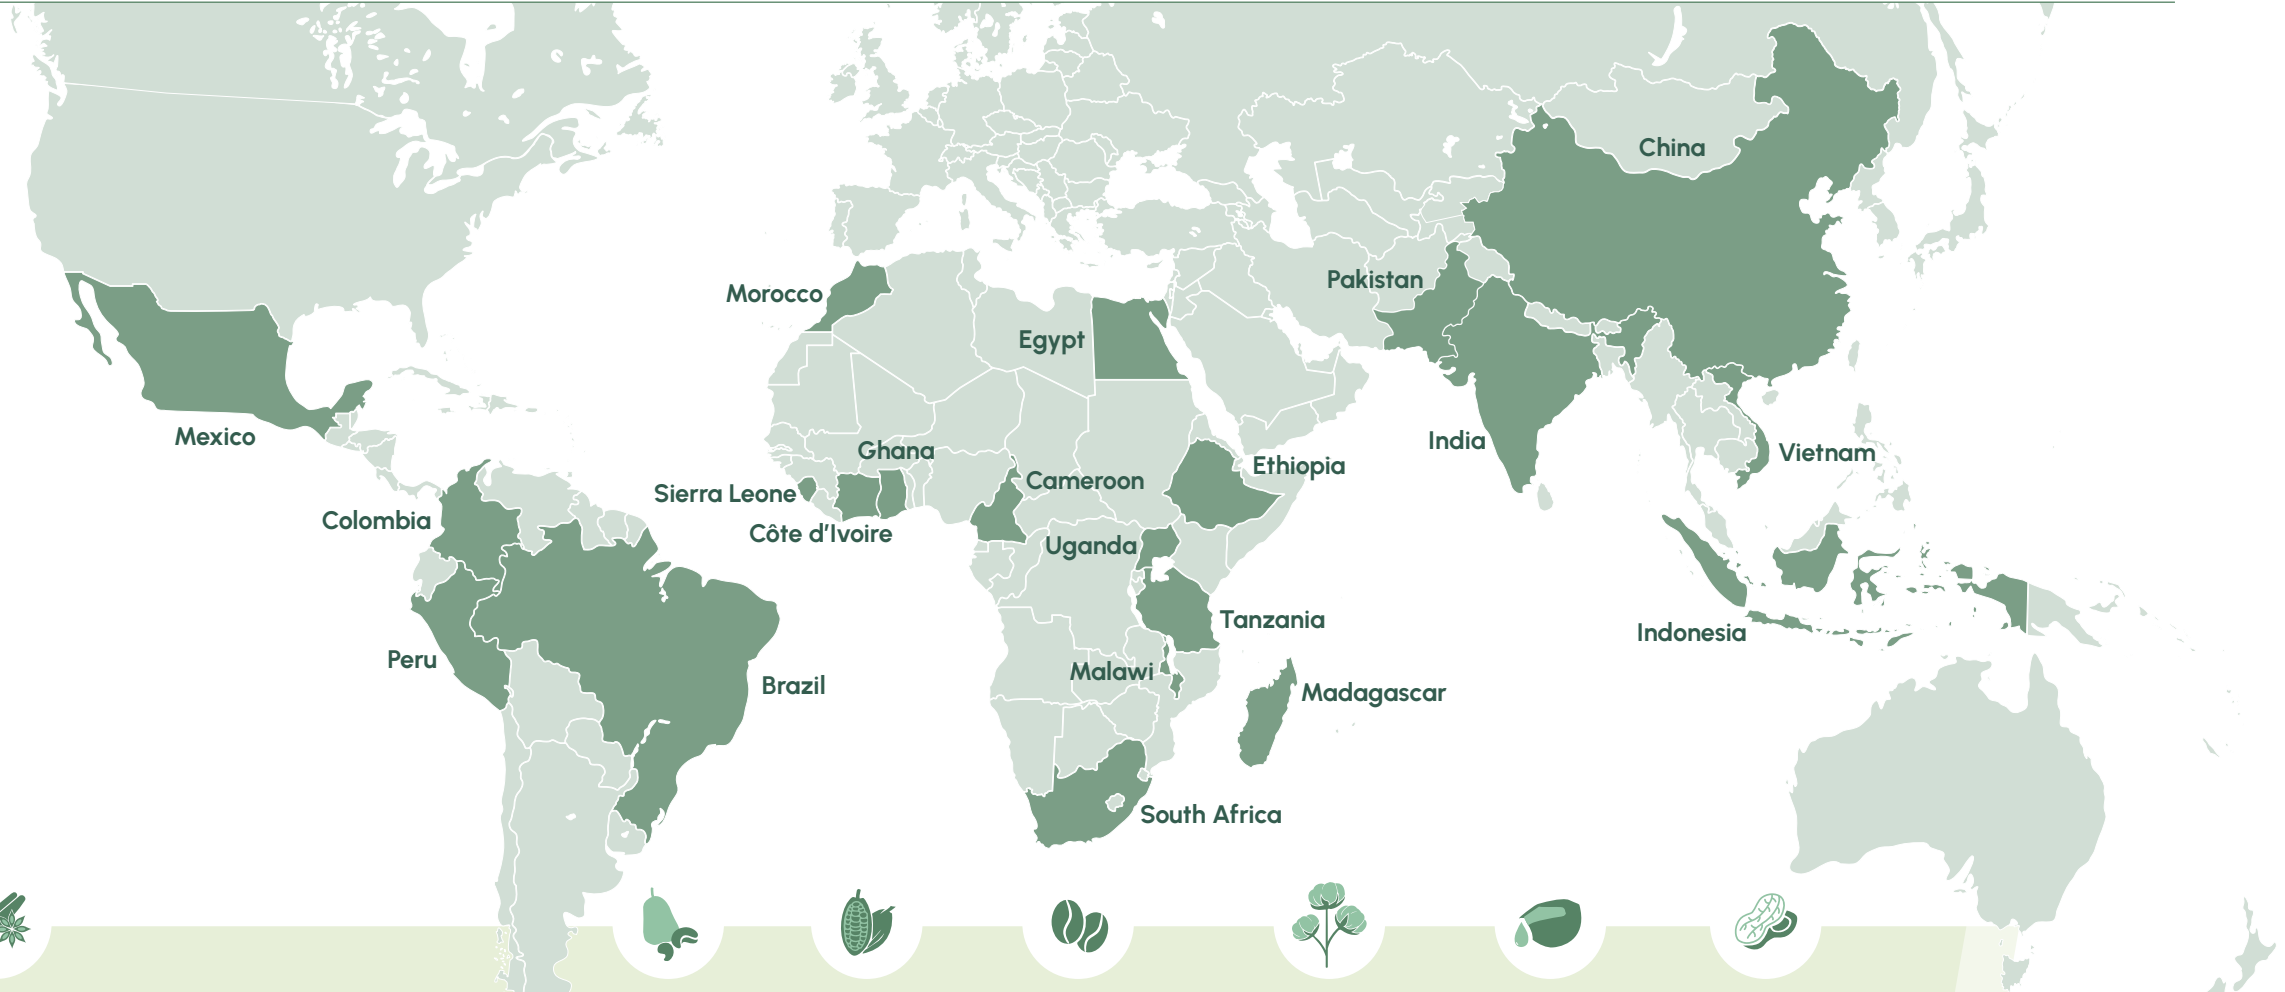 China
Pakistan
Morocco
Egypt
Mexico
Ghana
India
Vietnam
Ethiopia
Cameroon
Sierra Leone
Colombia
Côte d’Ivoire
Uganda
Tanzania
Indonesia
Peru
Malawi
Brazil
Madagascar
South Africa